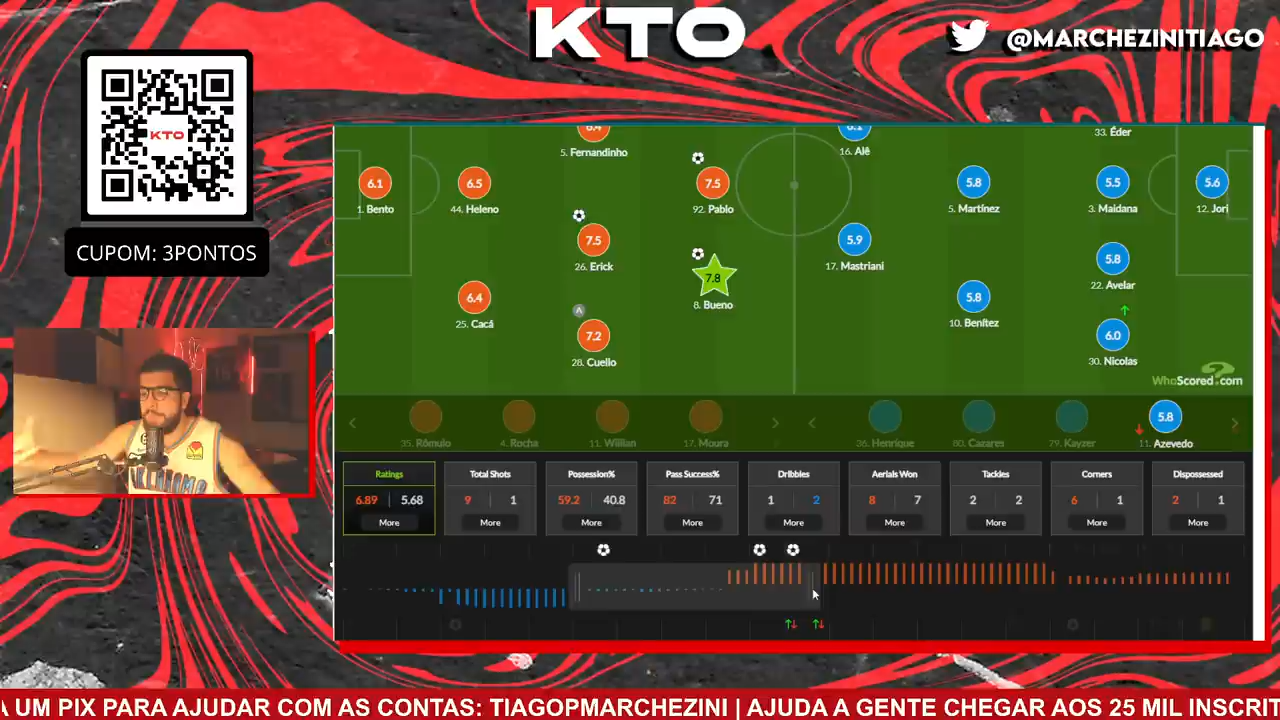 KTO
@MARCHEZINITIAGO
KTO
CUPOM: 3PONTOS
6.4
5. Fernandinho
6.1
16. Alê
33. Éder
6.1
1. Bento
6.5
44. Heleno
7.5
92. Pablo
5.8
5. Martínez
5.5
3. Maidana
5.6
12. Jori
7.5
26. Erick
5.9
17. Mastriani
5.8
22. Avelar
7.8
8. Bueno
6.4
25. Cacá
5.8
10. Benítez
A
7.2
28. Cuello
6.0
30. Nicolas
WhoScored.com
35. Rômulo
4. Rocha
11. Willian
17. Moura
36. Henrique
80. Cazares
79. Kayzer
5.8
11. Azevedo
Ratings Total Shots Possession% Pass Success% Dribbles Aerials Won Tackles Corners Dispossessed
6.89 5.68 9 1 59.2 40.8 82 71 1 2 8 7 2 2 6 1 2 1
More More More More More More More More More
A UM PIX PARA AJUDAR COM AS CONTAS: TIAGOPMARCHEZINI | AJUDA A GENTE CHEGAR AOS 25 MIL INSCRIT